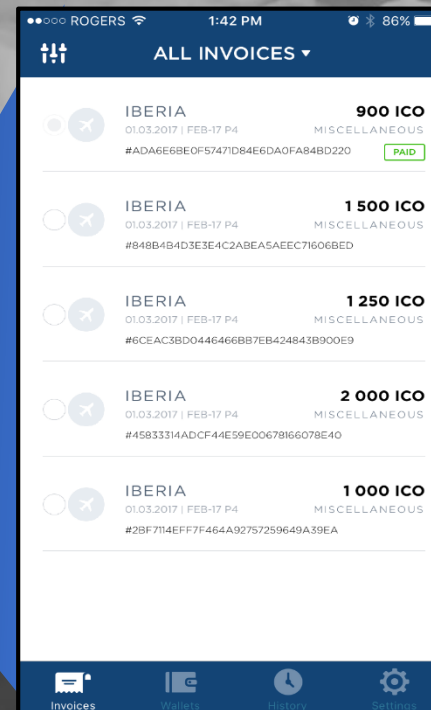 ROGERS 1:42 PM 86%
ALL INVOICES
IBERIA 900 ICO
01.03.2017 | FEB-17 P4 MISCELLANEOUS
#ADA6E6BE0F57471D84E6DA0FA84BD220 PAID
IBERIA 1 500 ICO
01.03.2017 | FEB-17 P4 MISCELLANEOUS
#848B4B4D3E3E4C2ABEA5AEEC71606BED
IBERIA 1 250 ICO
01.03.2017 | FEB-17 P4 MISCELLANEOUS
#6CEAC3BD0446466BB7EB424843B900E9
IBERIA 2 000 ICO
01.03.2017 | FEB-17 P4 MISCELLANEOUS
#45833314ADCF44E59E00678166078E40
IBERIA 1 000 ICO
01.03.2017 | FEB-17 P4 MISCELLANEOUS
#2BF7114EFF7F464A92757259649A39EA
Invoices Wallets History Settings